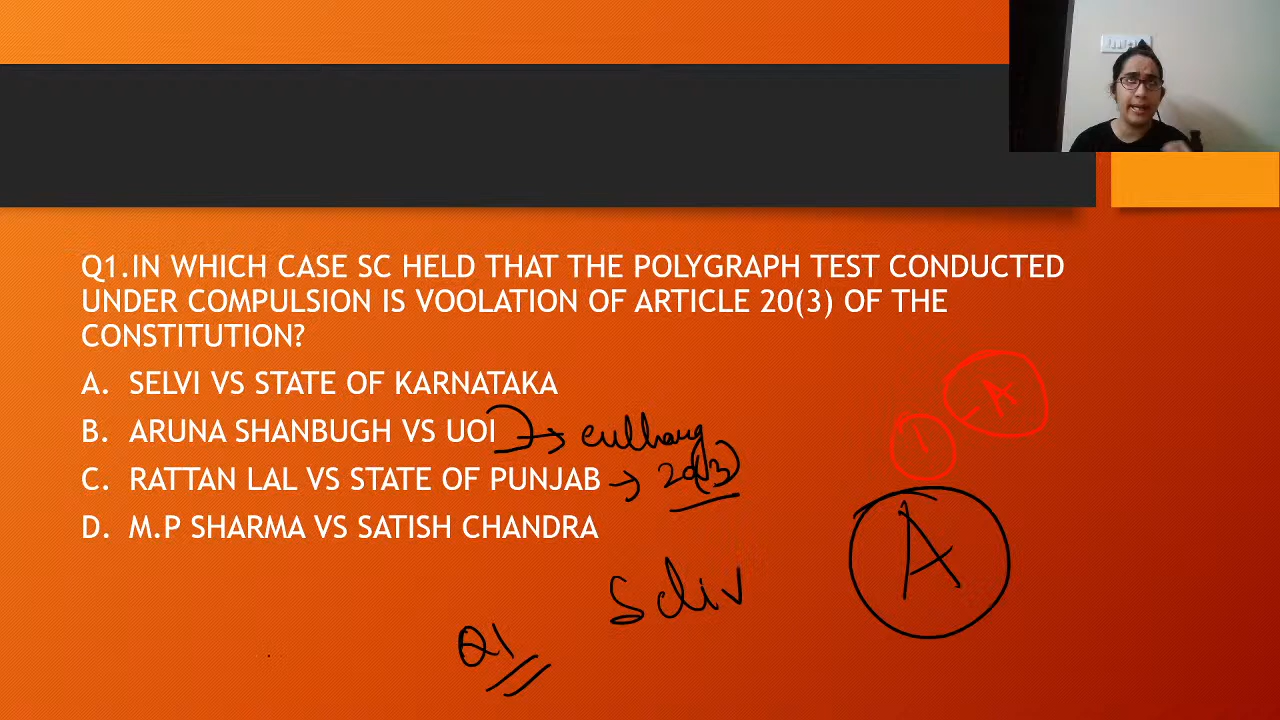 Q1.IN WHICH CASE SC HELD THAT THE POLYGRAPH TEST CONDUCTED
UNDER COMPULSION IS VOOLATION OF ARTICLE 20(3) OF THE
CONSTITUTION?
A. SELVI VS STATE OF KARNATAKA
B. ARUNA SHANBUGH VS UOI
C. RATTAN LAL VS STATE OF PUNJAB → 20(3)
D. M.P SHARMA VS SATISH CHANDRA
1 - A
A
Q1